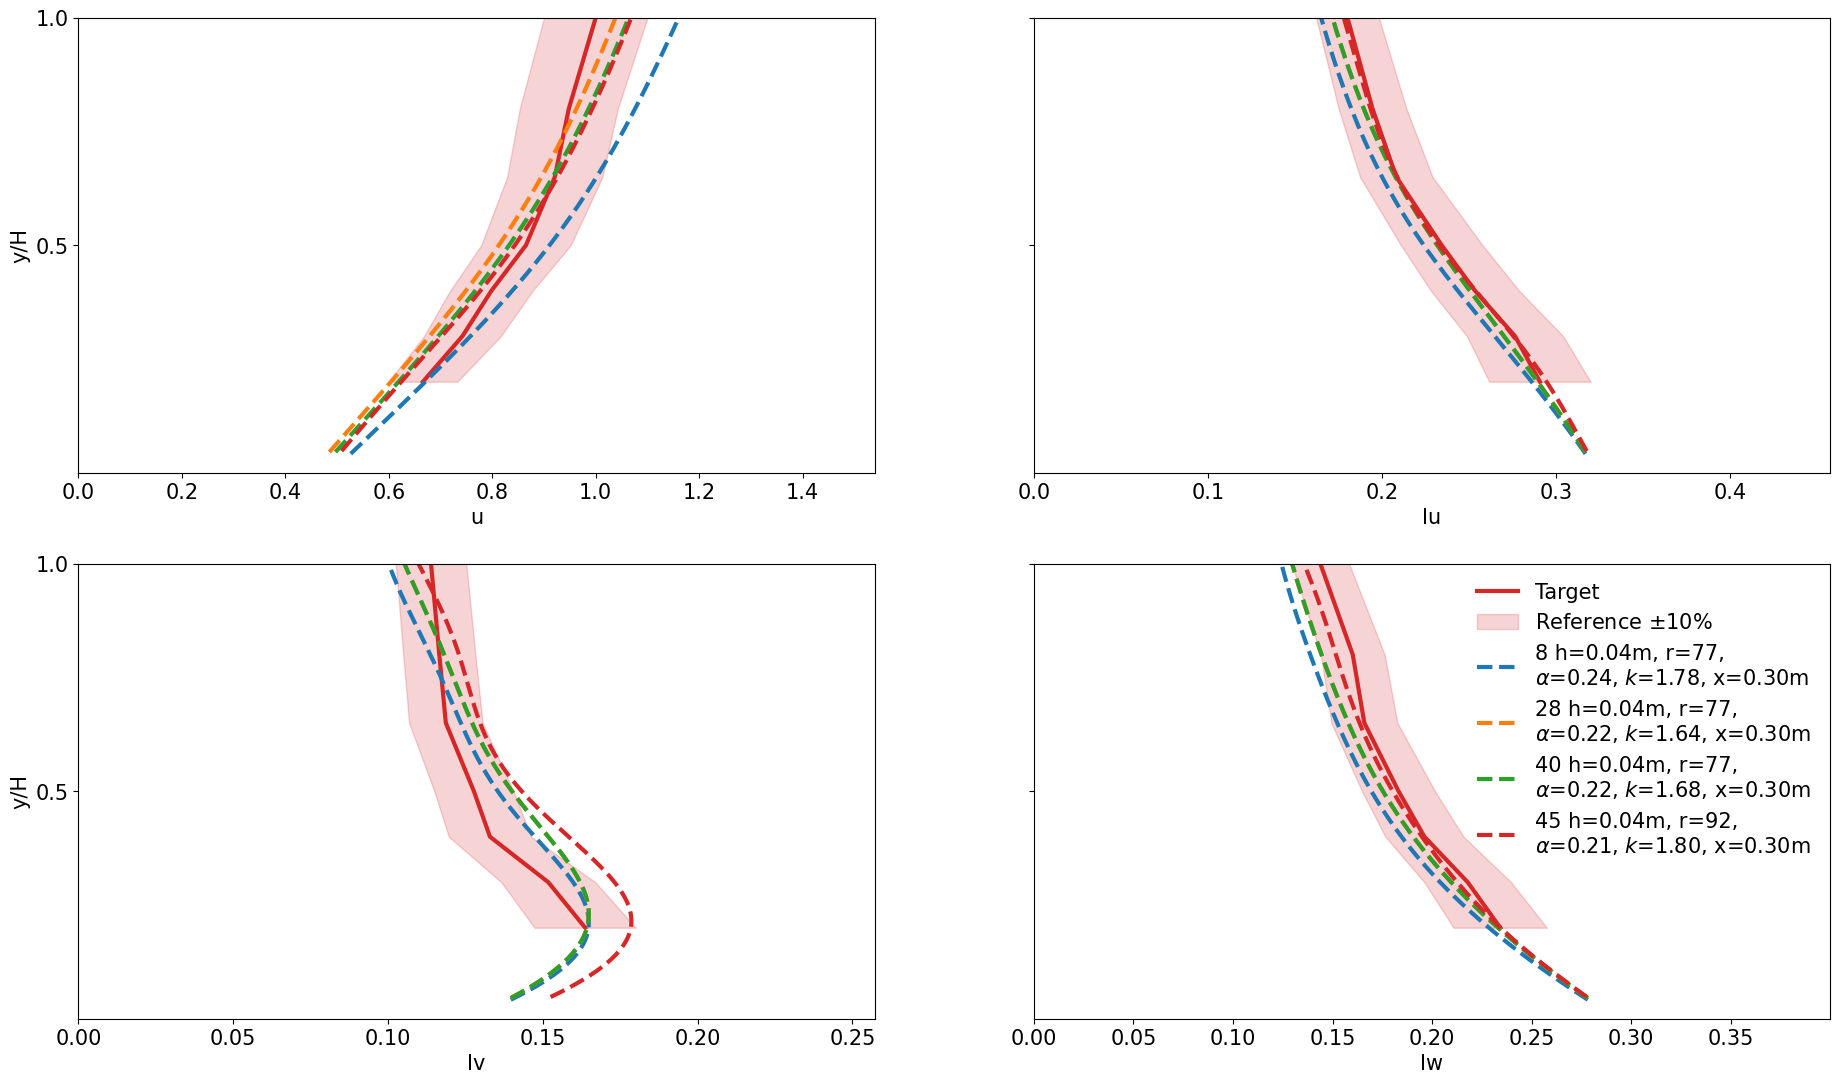 1.0
0.5
y/H
0.0 0.2 0.4 0.6 0.8 1.0 1.2 1.4
u
0.0 0.1 0.2 0.3 0.4
Iu
1.0
0.5
y/H
0.00 0.05 0.10 0.15 0.20 0.25
Iv
Target
Reference ±10%
8 h=0.04m, r=77,
α=0.24, k=1.78, x=0.30m
28 h=0.04m, r=77,
α=0.22, k=1.64, x=0.30m
40 h=0.04m, r=77,
α=0.22, k=1.68, x=0.30m
45 h=0.04m, r=92,
α=0.21, k=1.80, x=0.30m
0.00 0.05 0.10 0.15 0.20 0.25 0.30 0.35
Iw